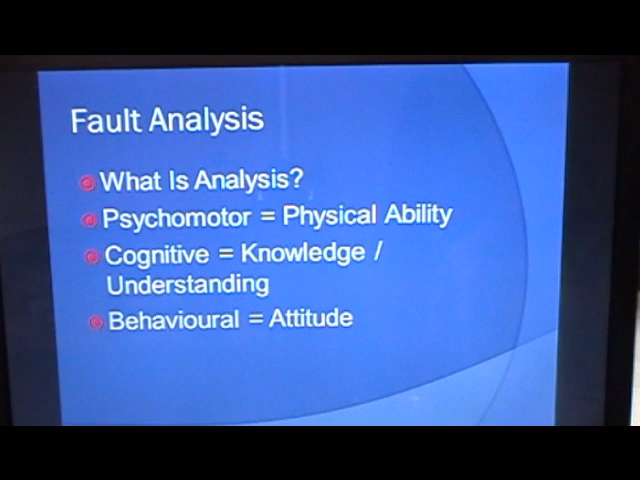 Fault Analysis
What Is Analysis?
Psychomotor = Physical Ability
Cognitive = Knowledge /
Understanding
Behavioural = Attitude